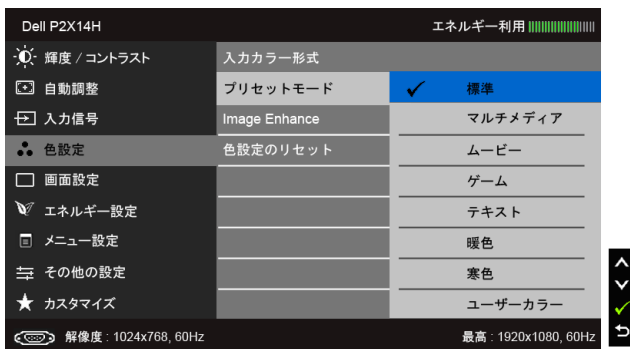 Dell P2X14H
エネルギー利用
輝度 / コントラスト
入力カラー形式
自動調整
プリセットモード
標準
入力信号
Image Enhance
マルチメディア
色設定
色設定のリセット
ムービー
画面設定
ゲーム
エネルギー設定
テキスト
メニュー設定
暖色
その他の設定
寒色
カスタマイズ
ユーザーカラー
解像度 : 1024x768, 60Hz
最高 : 1920x1080, 60Hz